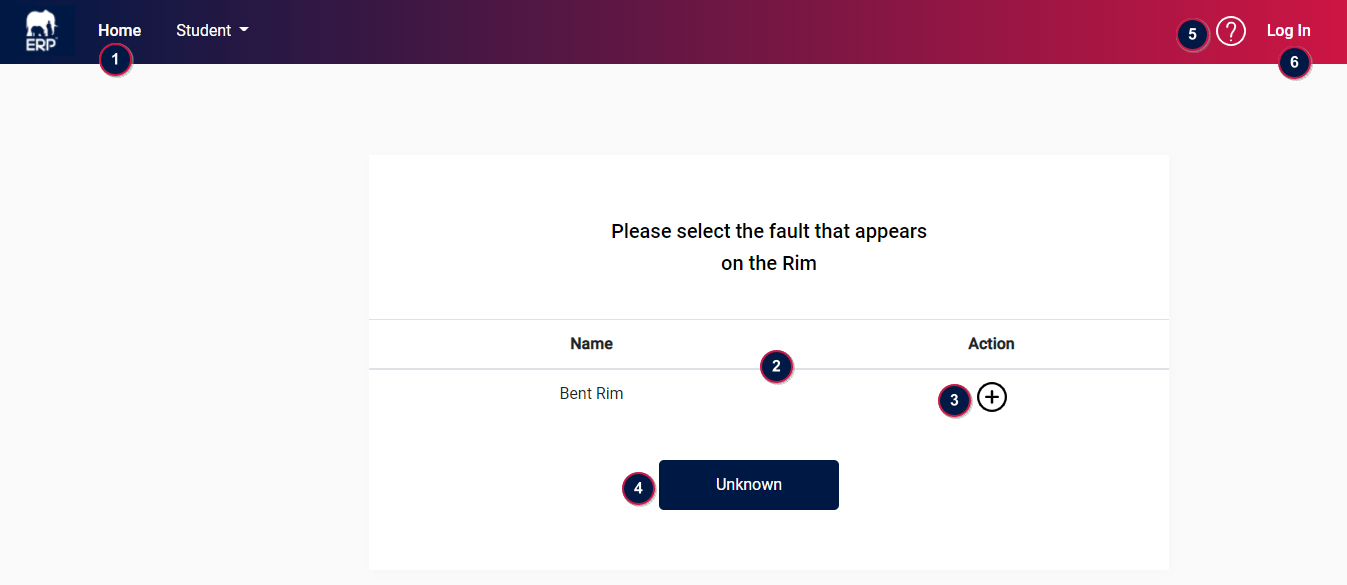 ERP
Home
Student
1
5
?
Log In
6
Please select the fault that appears
on the Rim
Name
Action
2
Bent Rim
3
4
Unknown